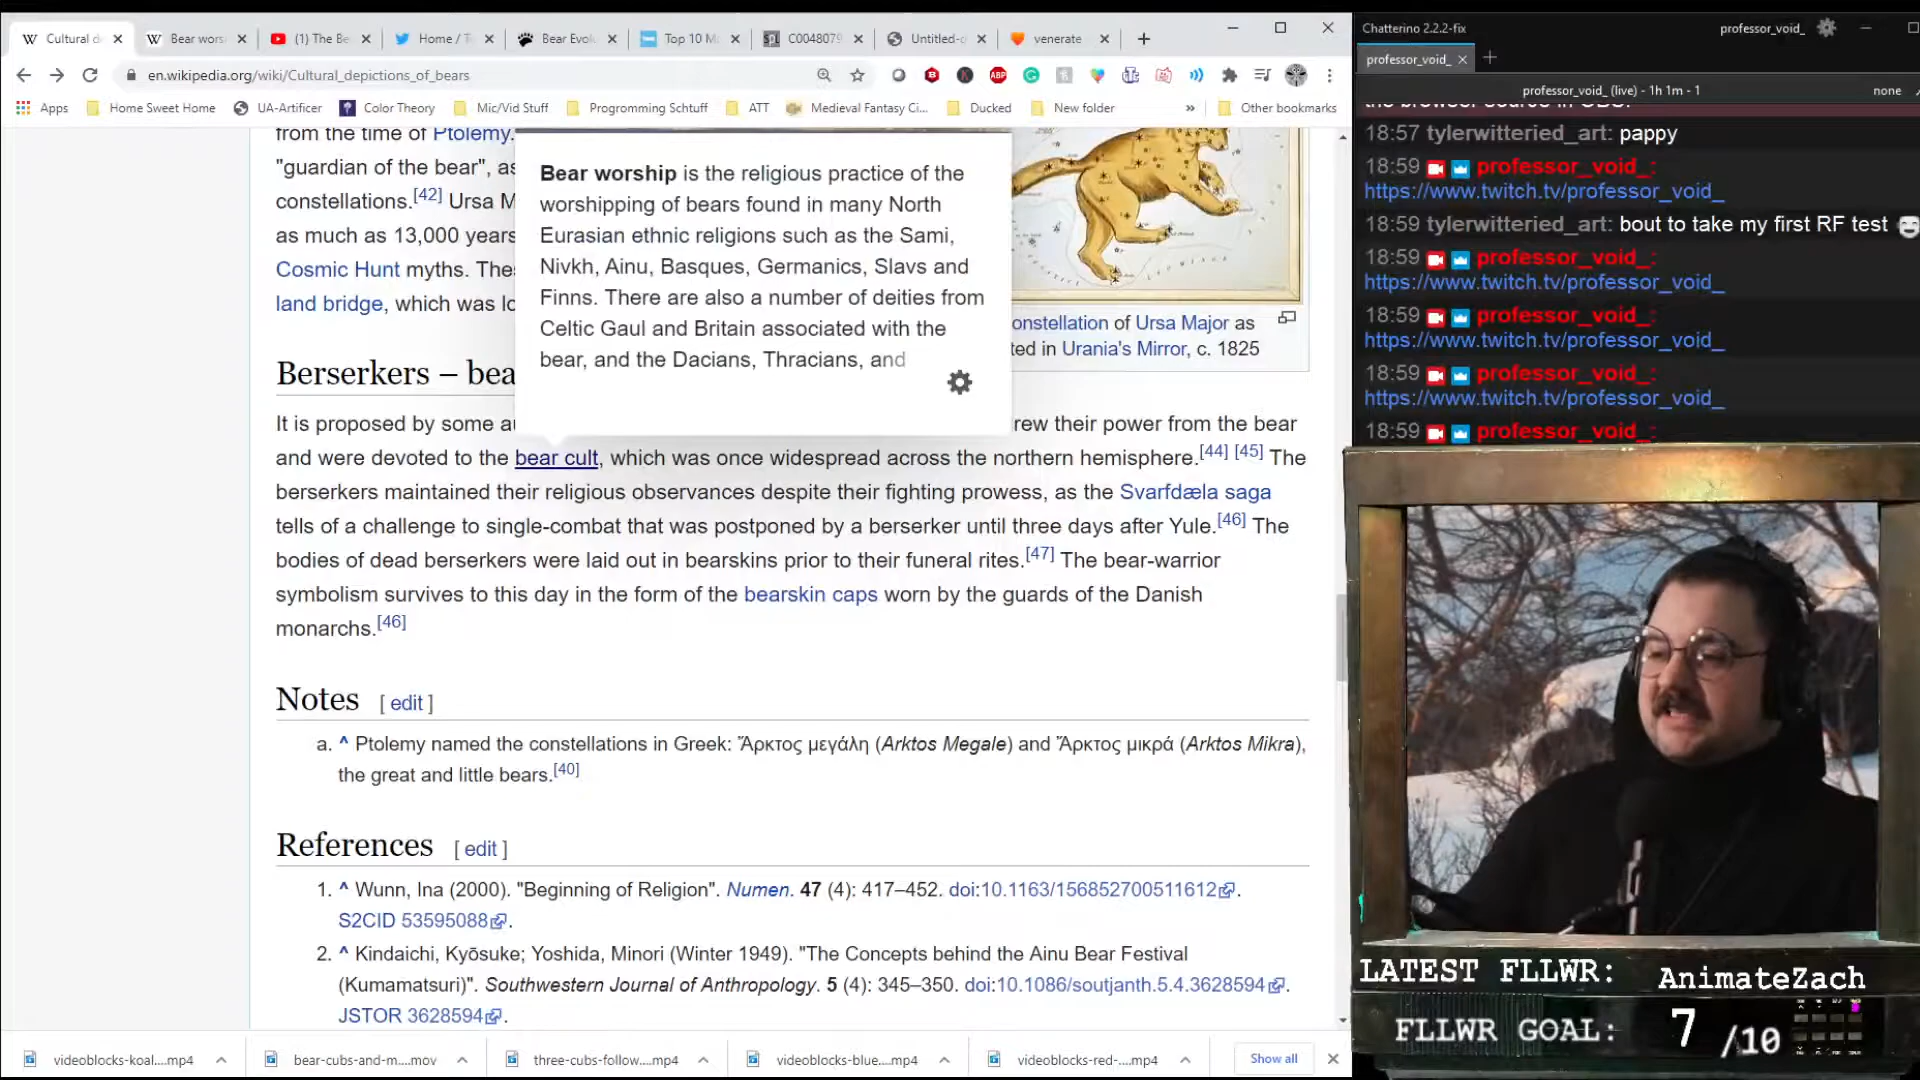 Cultural d
Bear wors
(1) The Be
Home / T
Bear Evol
Top 10 M
C0048079
Untitled-
venerate
en.wikipedia.org/wiki/Cultural_depictions_of_bears
Apps
Home Sweet Home
UA-Artificer
Color Theory
Mic/Vid Stuff
Programming Schtuff
ATT
Medieval Fantasy Ci...
Ducked
New folder
»
Other bookmarks
from the time of Ptolemy.
"guardian of the bear", as
constellations.[42] Ursa M
as much as 13,000 years
Cosmic Hunt myths. The
land bridge, which was lo
Bear worship is the religious practice of the
worshipping of bears found in many North
Eurasian ethnic religions such as the Sami,
Nivkh, Ainu, Basques, Germanics, Slavs and
Finns. There are also a number of deities from
Celtic Gaul and Britain associated with the
bear, and the Dacians, Thracians, and
onstellation of Ursa Major as
ted in Urania's Mirror, c. 1825
Berserkers – bea
It is proposed by some a
rew their power from the bear
and were devoted to the bear cult, which was once widespread across the northern hemisphere.[44] [45] The
berserkers maintained their religious observances despite their fighting prowess, as the Svarfdæla saga
tells of a challenge to single-combat that was postponed by a berserker until three days after Yule.[46] The
bodies of dead berserkers were laid out in bearskins prior to their funeral rites.[47] The bear-warrior
symbolism survives to this day in the form of the bearskin caps worn by the guards of the Danish
monarchs.[46]
Notes [ edit ]
a. ^ Ptolemy named the constellations in Greek: Ἄρκτος μεγάλη (Arktos Megale) and Ἄρκτος μικρά (Arktos Mikra),
the great and little bears.[40]
References [ edit ]
1. ^ Wunn, Ina (2000). "Beginning of Religion". Numen. 47 (4): 417–452. doi:10.1163/156852700511612.
S2CID 53595088.
2. ^ Kindaichi, Kyōsuke; Yoshida, Minori (Winter 1949). "The Concepts behind the Ainu Bear Festival
(Kumamatsuri)". Southwestern Journal of Anthropology. 5 (4): 345–350. doi:10.1086/soutjanth.5.4.3628594.
JSTOR 3628594.
videoblocks-koal....mp4
bear-cubs-and-m....mov
three-cubs-follow....mp4
videoblocks-blue....mp4
videoblocks-red-....mp4
Show all
Chatterino 2.2.2-fix
professor_void_
professor_void_
professor_void_ (live) - 1h 1m - 1
none
the browser source in OBS.
18:57 tylerwitteried_art: pappy
18:59 professor_void_:
https://www.twitch.tv/professor_void_
18:59 tylerwitteried_art: bout to take my first RF test
18:59 professor_void_:
https://www.twitch.tv/professor_void_
18:59 professor_void_:
https://www.twitch.tv/professor_void_
18:59 professor_void_:
https://www.twitch.tv/professor_void_
18:59 professor_void_:
LATEST FLLWR: AnimateZach
FLLWR GOAL: 7 /10